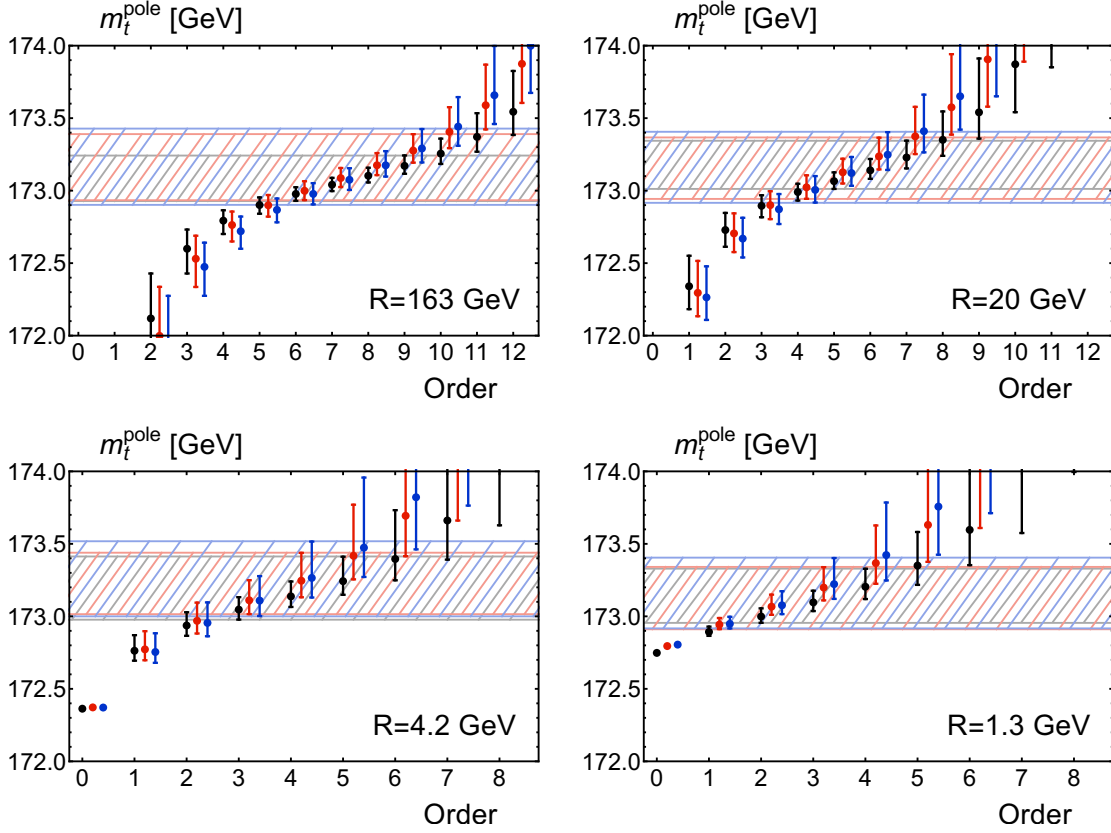 m_t^pole [GeV]
174.0
173.5
173.0
172.5
172.0
R=163 GeV
0 1 2 3 4 5 6 7 8 9 10 11 12
Order
m_t^pole [GeV]
174.0
173.5
173.0
172.5
172.0
R=20 GeV
0 1 2 3 4 5 6 7 8 9 10 11 12
Order
m_t^pole [GeV]
174.0
173.5
173.0
172.5
172.0
R=4.2 GeV
0 1 2 3 4 5 6 7 8
Order
m_t^pole [GeV]
174.0
173.5
173.0
172.5
172.0
R=1.3 GeV
0 1 2 3 4 5 6 7 8
Order